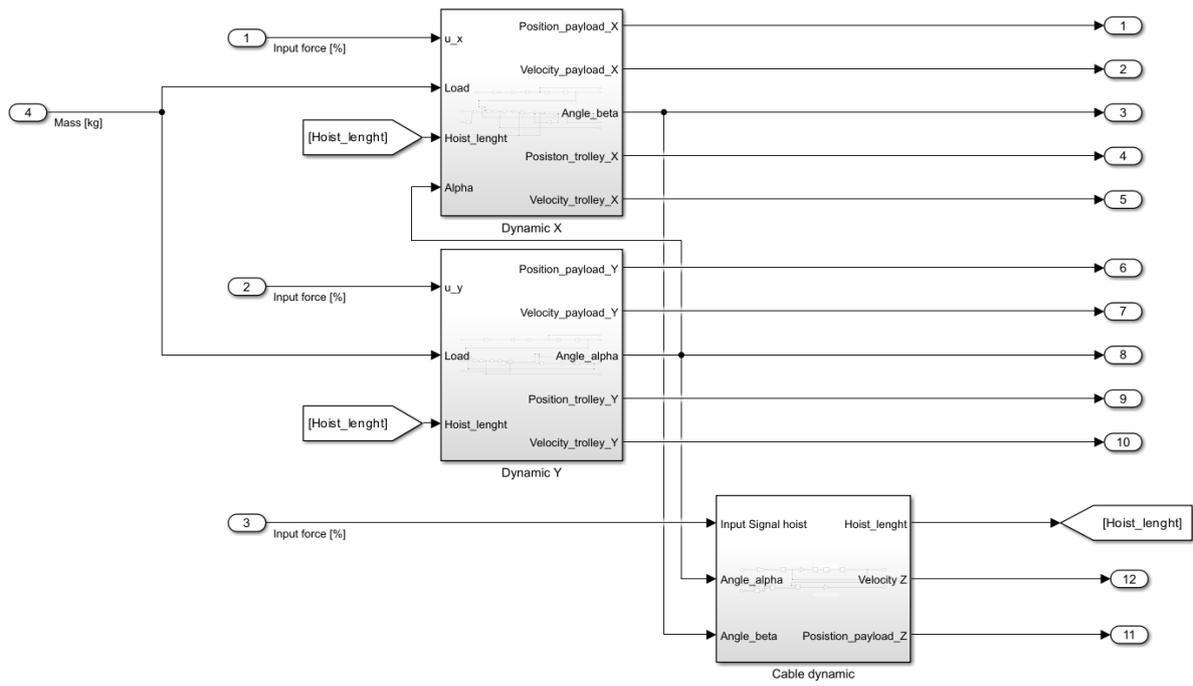 1
Input force [%]
4
Mass [kg]
[Hoist_lenght]
u_x
Load
Hoist_lenght
Alpha
Position_payload_X
Velocity_payload_X
Angle_beta
Posiston_trolley_X
Velocity_trolley_X
Dynamic X
1
2
3
4
5
2
Input force [%]
[Hoist_lenght]
u_y
Load
Hoist_lenght
Position_payload_Y
Velocity_payload_Y
Angle_alpha
Position_trolley_Y
Velocity_trolley_Y
Dynamic Y
6
7
8
9
10
3
Input force [%]
Input Signal hoist
Angle_alpha
Angle_beta
Hoist_lenght
Velocity Z
Posistion_payload_Z
Cable dynamic
[Hoist_lenght]
12
11